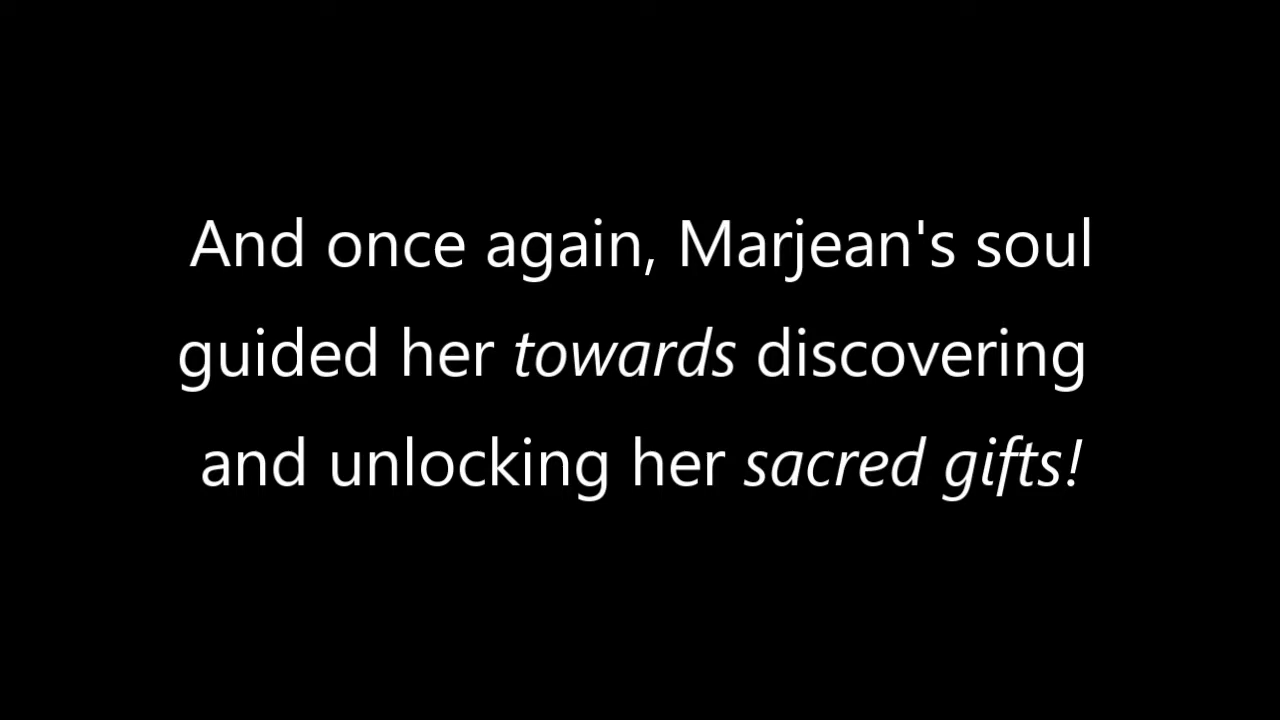 And once again, Marjean's soul
guided her towards discovering
and unlocking her sacred gifts!